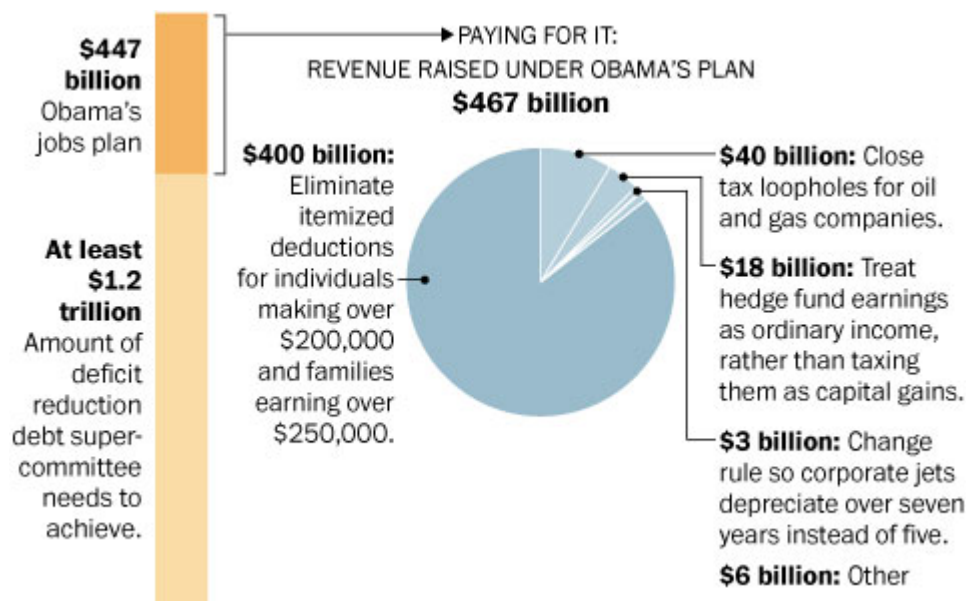 $447
billion
Obama's
jobs plan
At least
$1.2
trillion
Amount of
deficit
reduction
debt super-
committee
needs to
achieve.
PAYING FOR IT:
REVENUE RAISED UNDER OBAMA'S PLAN
$467 billion
$400 billion:
Eliminate
itemized
deductions
for individuals
making over
$200,000
and families
earning over
$250,000.
$40 billion: Close
tax loopholes for oil
and gas companies.
$18 billion: Treat
hedge fund earnings
as ordinary income,
rather than taxing
them as capital gains.
$3 billion: Change
rule so corporate jets
depreciate over seven
years instead of five.
$6 billion: Other